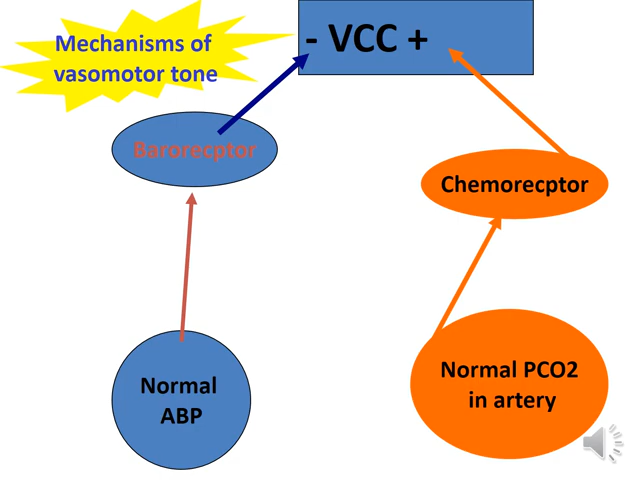 Mechanisms of
vasomotor tone
- VCC +
Barorecptor
Chemorecptor
Normal
ABP
Normal PCO2
in artery